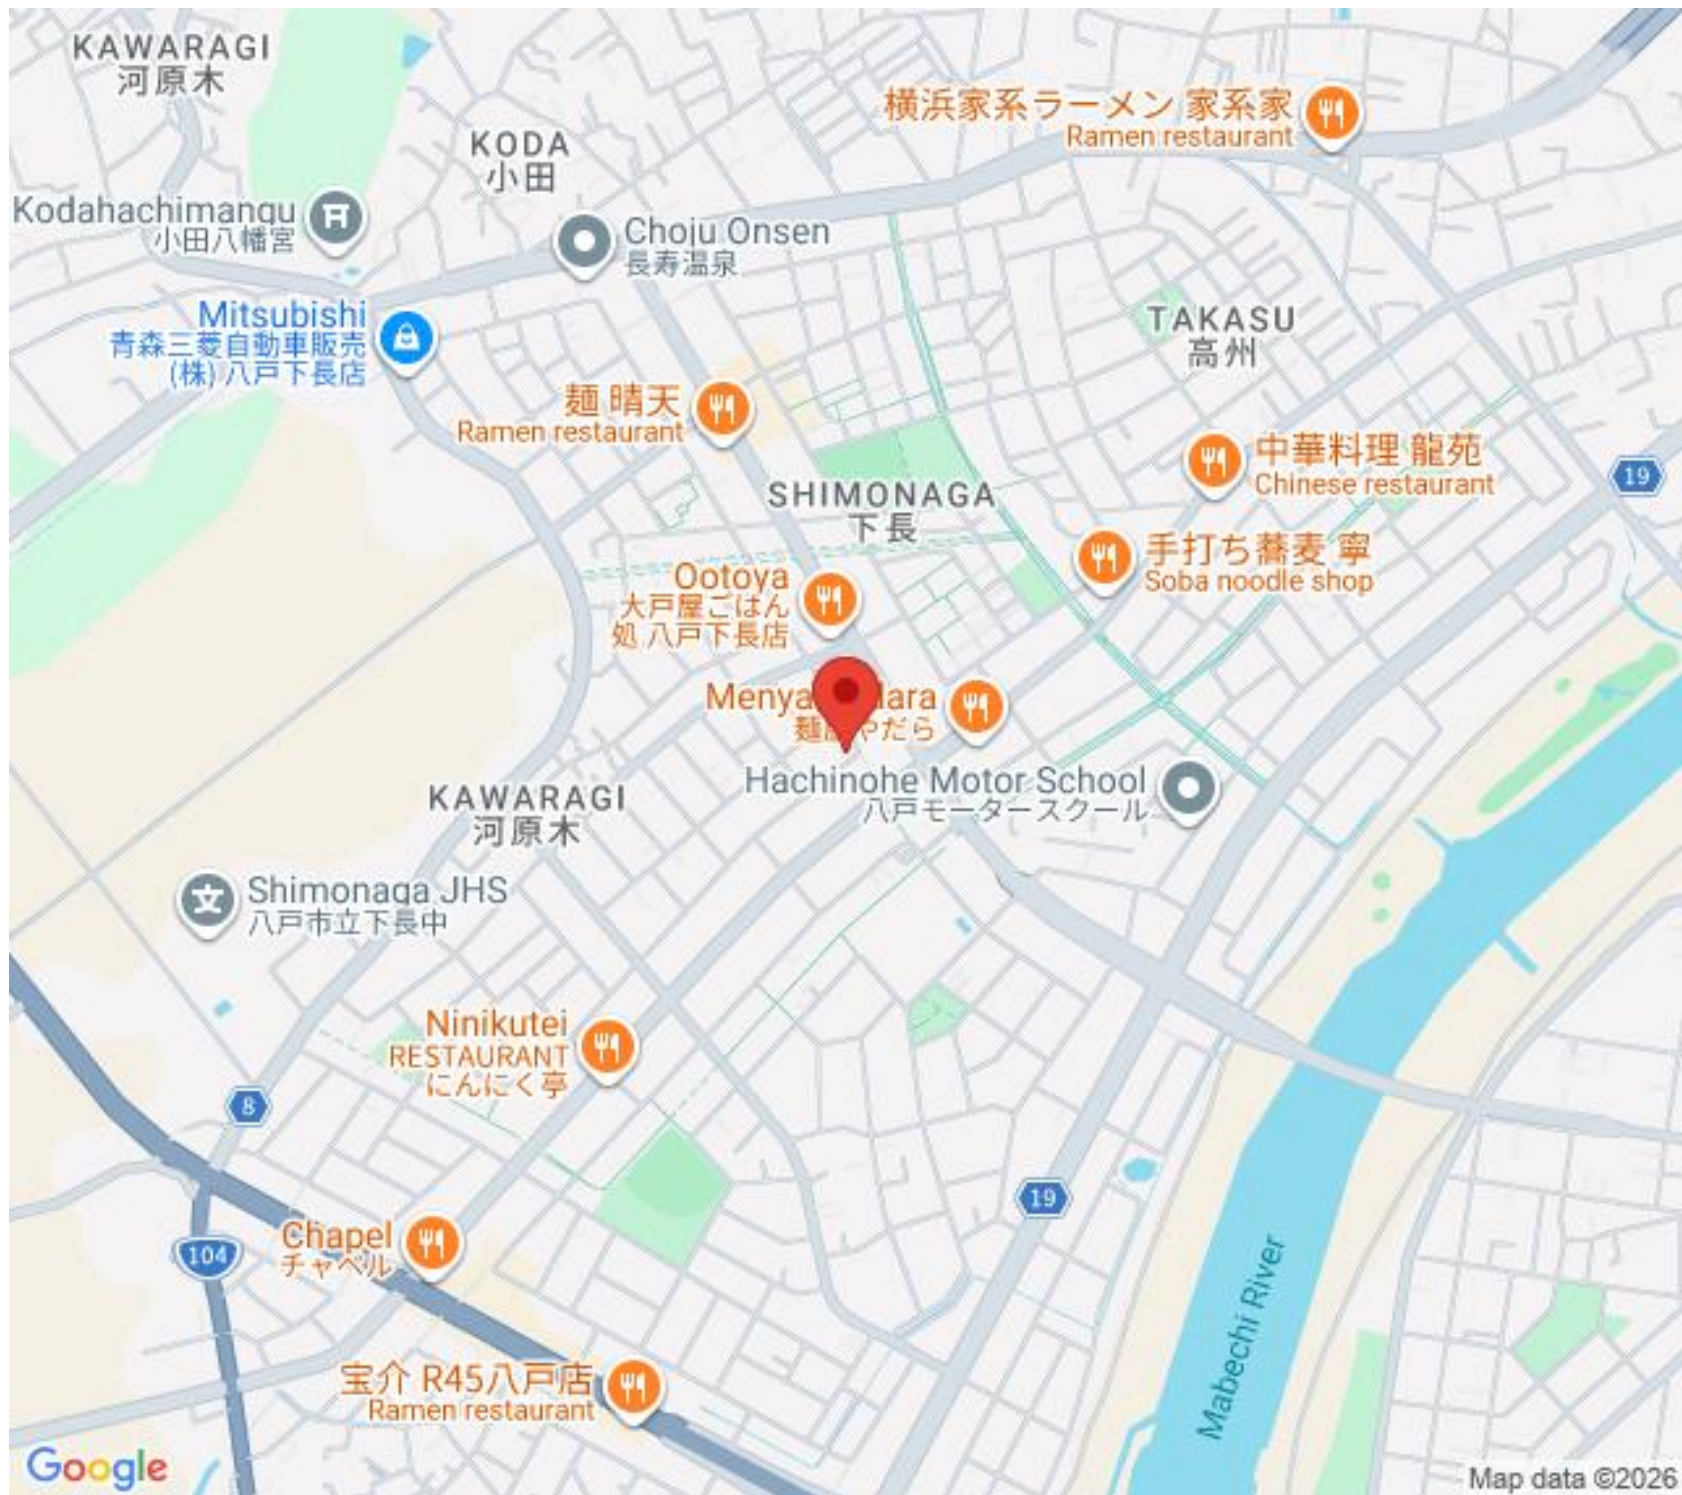 KAWARAGI
河原木
KODA
小田
横浜家系ラーメン 家系家
Ramen restaurant
Kodahachimangu
小田八幡宮
Choju Onsen
長寿温泉
Mitsubishi
青森三菱自動車販売
(株) 八戸下長店
TAKASU
高州
麺 晴天
Ramen restaurant
中華料理 龍苑
Chinese restaurant
19
SHIMONAGA
下長
手打ち蕎麦 寧
Soba noodle shop
Ootoya
大戸屋ごはん
処 八戸下長店
Menya
やだら
Hachinohe Motor School
八戸モータースクール
KAWARAGI
河原木
Shimonaga JHS
八戸市立下長中
Ninikutei
RESTAURANT
にんにく亭
8
19
Chapel
チャペル
104
Mabechi River
宝介 R45八戸店
Ramen restaurant
Google
Map data ©2026